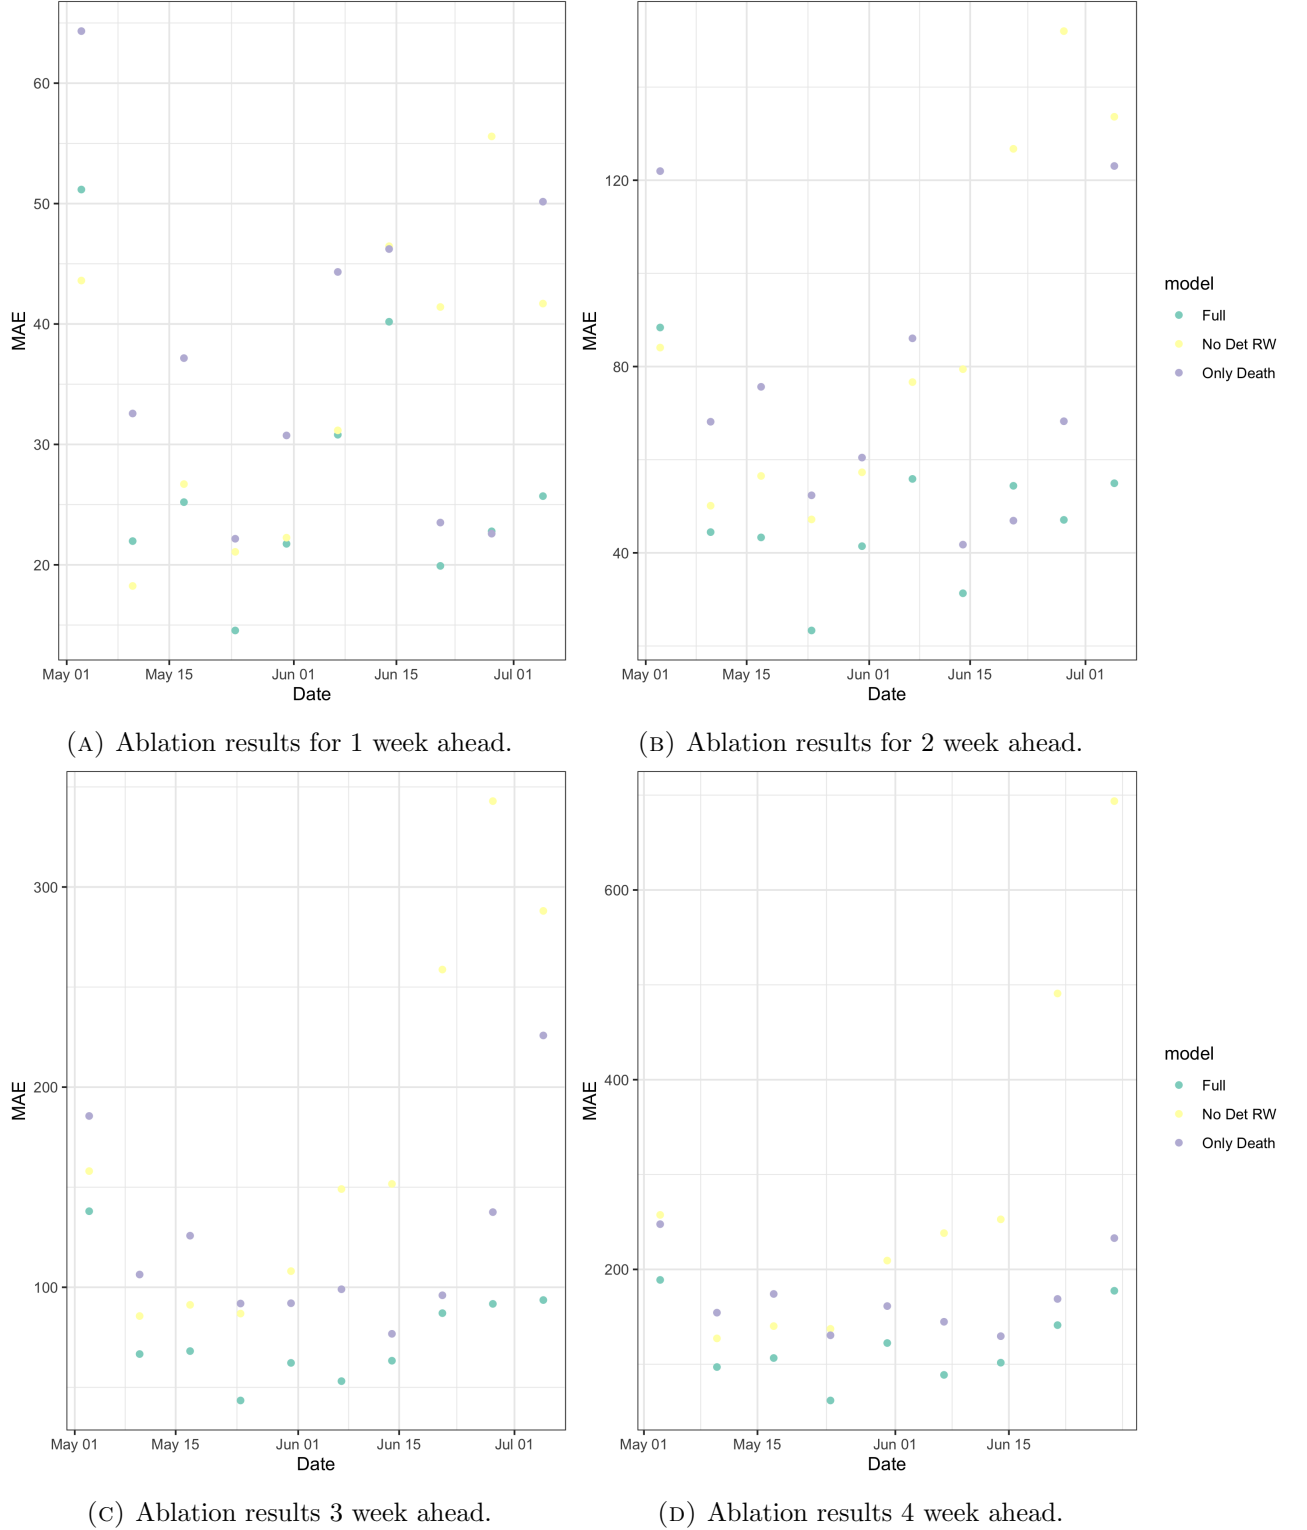 60
50
40
30
20
MAE
May 01 May 15 Jun 01 Jun 15 Jul 01
Date
(A) Ablation results for 1 week ahead.
120
80
40
MAE
May 01 May 15 Jun 01 Jun 15 Jul 01
Date
(B) Ablation results for 2 week ahead.
model
Full
No Det RW
Only Death
300
200
100
MAE
May 01 May 15 Jun 01 Jun 15 Jul 01
Date
(C) Ablation results 3 week ahead.
600
400
200
MAE
May 01 May 15 Jun 01 Jun 15
Date
(D) Ablation results 4 week ahead.
model
Full
No Det RW
Only Death